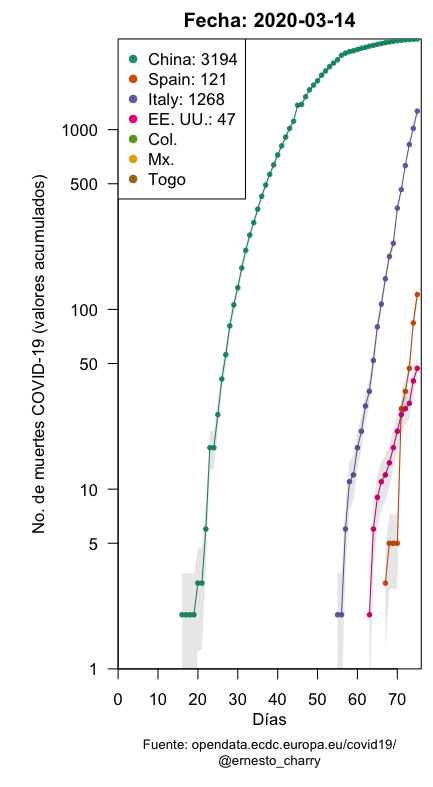 Fecha: 2020-03-14
China: 3194
Spain: 121
Italy: 1268
EE. UU.: 47
Col.
Mx.
Togo
No. de muertes COVID-19 (valores acumulados)
1000
500
100
50
10
5
1
0 10 20 30 40 50 60 70
Días
Fuente: opendata.ecdc.europa.eu/covid19/
@ernesto_charry